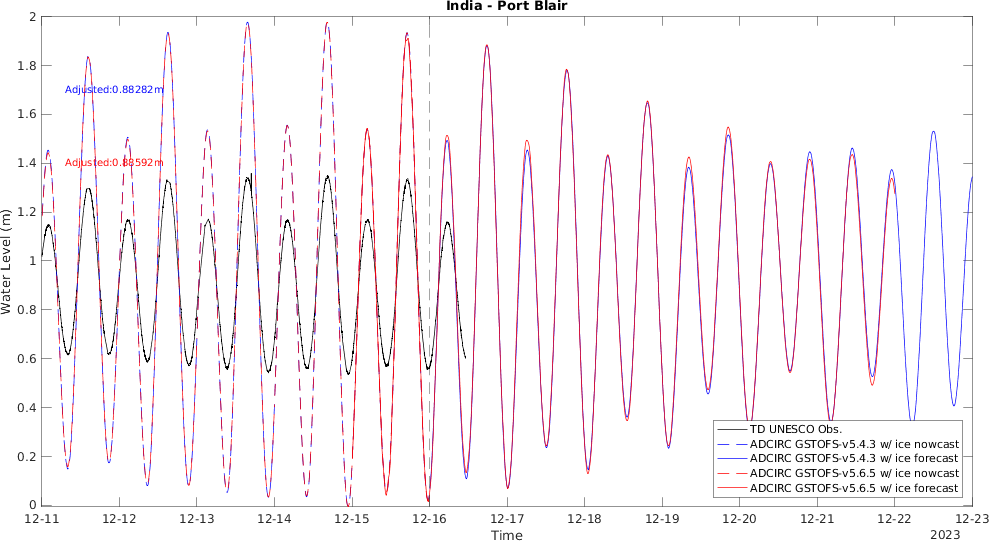 India - Port Blair
2
1.8
1.6
1.4
1.2
1
0.8
0.6
0.4
0.2
0
Water Level (m)
Adjusted:0.88282m
Adjusted:0.88592m
TD UNESCO Obs.
ADCIRC GSTOFS-v5.4.3 w/ ice nowcast
ADCIRC GSTOFS-v5.4.3 w/ ice forecast
ADCIRC GSTOFS-v5.6.5 w/ ice nowcast
ADCIRC GSTOFS-v5.6.5 w/ ice forecast
12-11 12-12 12-13 12-14 12-15 12-16 12-17 12-18 12-19 12-20 12-21 12-22 12-23
Time 2023